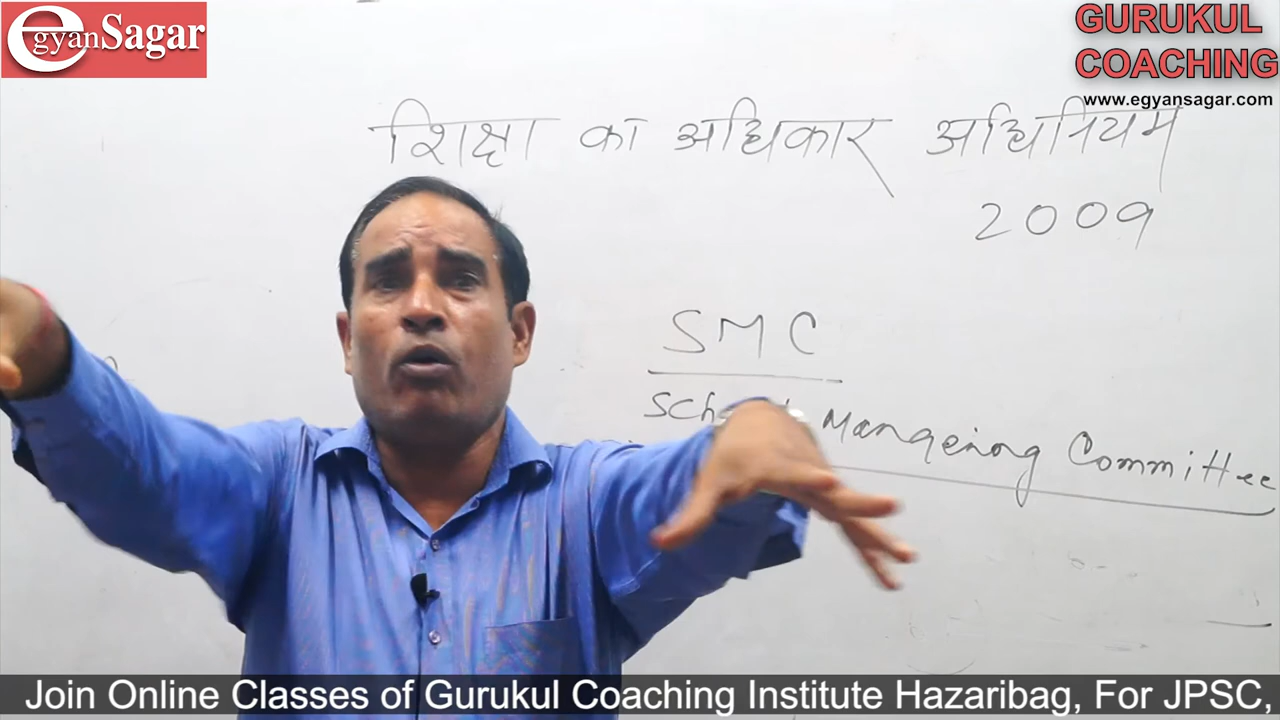 egyanSagar
GURUKUL
COACHING
www.egyansagar.com
शिक्षा का अधिकार अधिनियम
2009
SMC
Committee
Join Online Classes of Gurukul Coaching Institute Hazaribag, For JPSC,